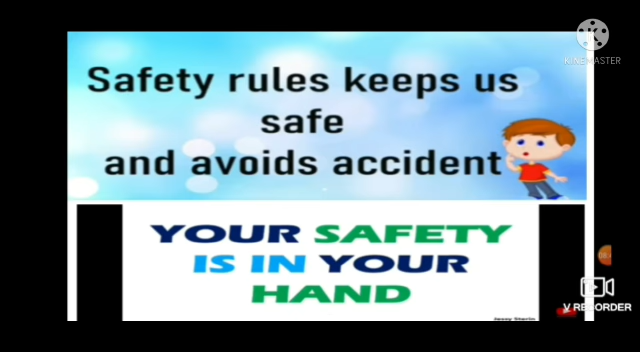 Safety rules keeps us
safe
and avoids accident
YOUR SAFETY
IS IN YOUR
HAND
KINEMASTER
V RECORDER